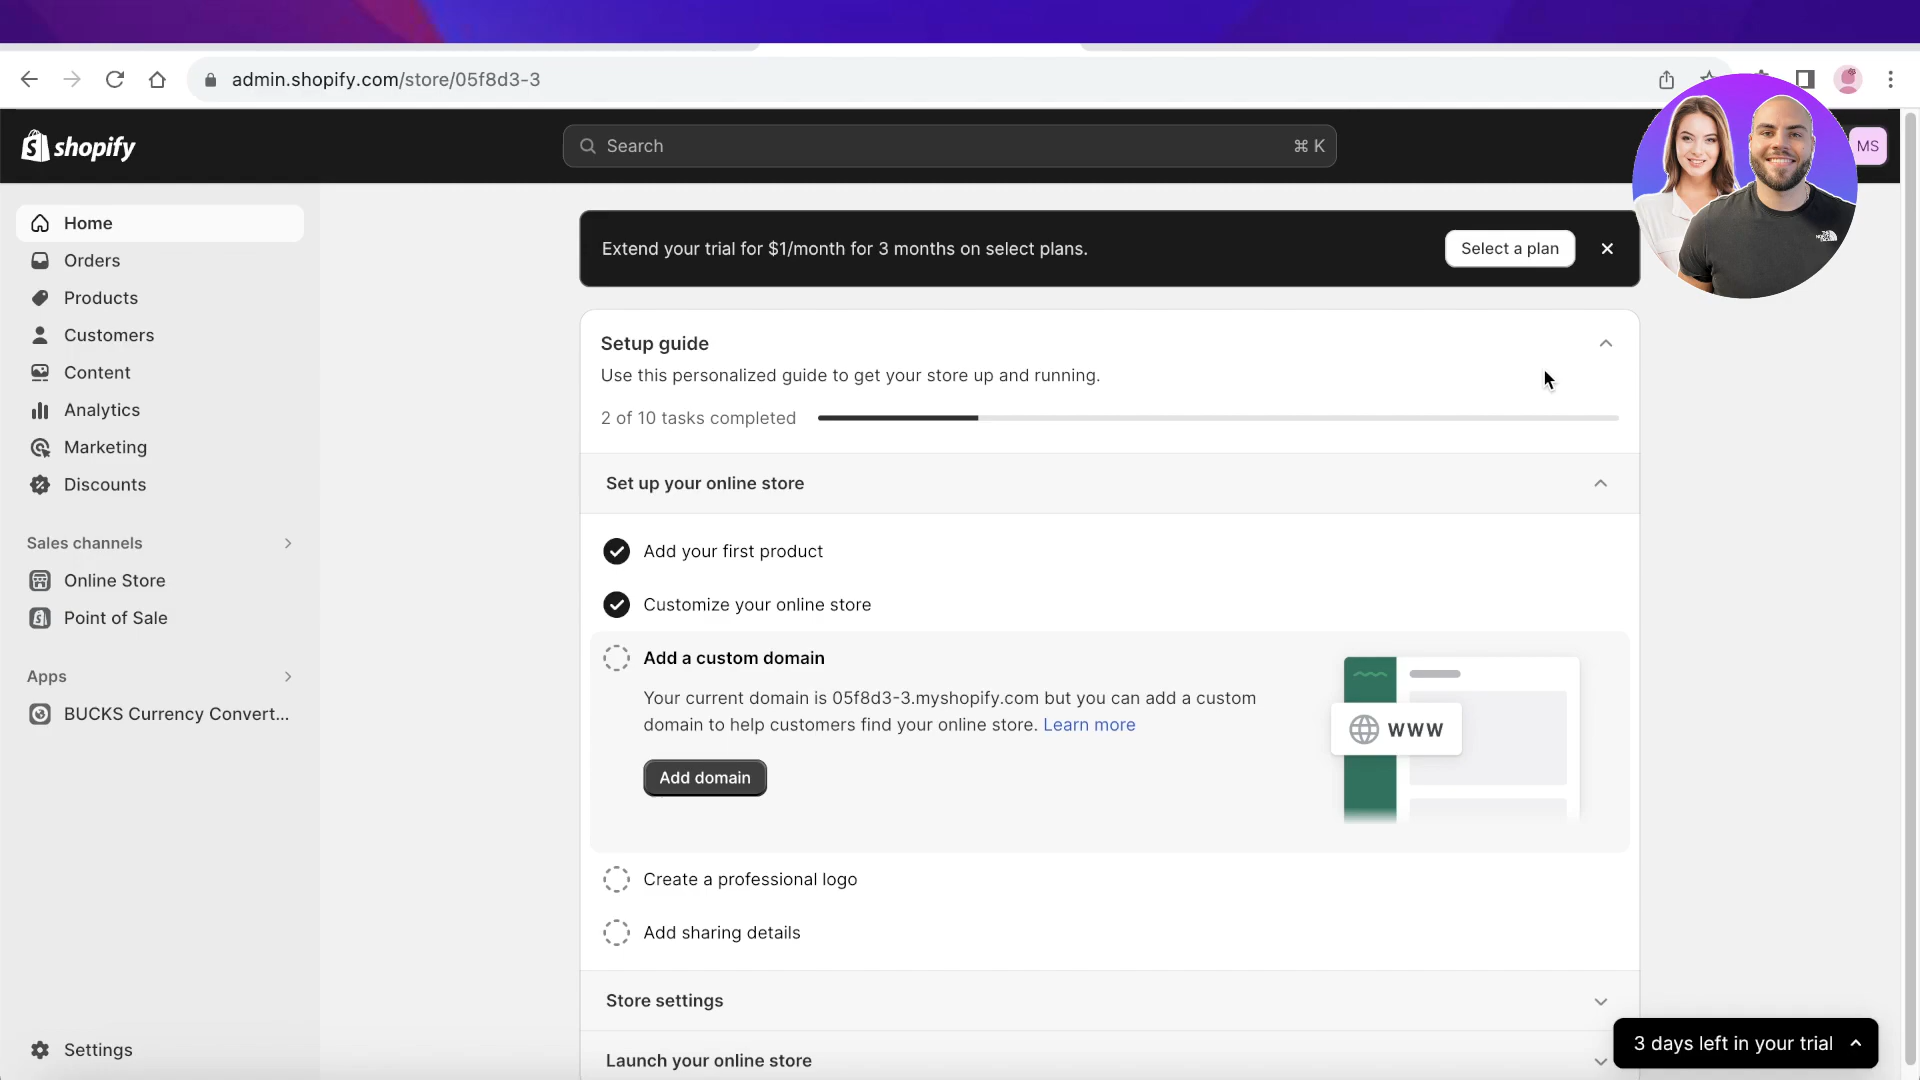 admin.shopify.com/store/05f8d3-3
shopify
Search
⌘ K
MS
THE NORTH FACE
Home
Orders
Products
Customers
Content
Analytics
Marketing
Discounts
Sales channels
Online Store
Point of Sale
Apps
BUCKS Currency Convert...
Settings
Extend your trial for $1/month for 3 months on select plans.
Select a plan
Setup guide
Use this personalized guide to get your store up and running.
2 of 10 tasks completed
Set up your online store
Add your first product
Customize your online store
Add a custom domain
Your current domain is 05f8d3-3.myshopify.com but you can add a custom
domain to help customers find your online store. Learn more
Add domain
www
Create a professional logo
Add sharing details
Store settings
Launch your online store
3 days left in your trial